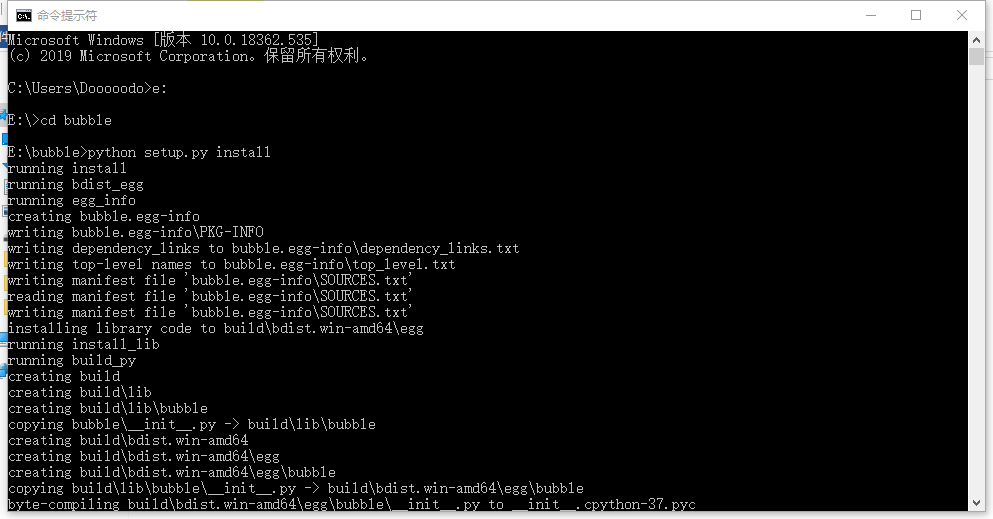 命令提示符
Microsoft Windows [版本 10.0.18362.535]
(c) 2019 Microsoft Corporation。保留所有权利。
C:\Users\Dooooodo>e:
E:\>cd bubble
E:\bubble>python setup.py install
running install
running bdist_egg
running egg_info
creating bubble.egg-info
writing bubble.egg-info\PKG-INFO
writing dependency_links to bubble.egg-info\dependency_links.txt
writing top-level names to bubble.egg-info\top_level.txt
writing manifest file 'bubble.egg-info\SOURCES.txt'
reading manifest file 'bubble.egg-info\SOURCES.txt'
writing manifest file 'bubble.egg-info\SOURCES.txt'
installing library code to build\bdist.win-amd64\egg
running install_lib
running build_py
creating build
creating build\lib
creating build\lib\bubble
copying bubble\__init__.py -> build\lib\bubble
creating build\bdist.win-amd64
creating build\bdist.win-amd64\egg
creating build\bdist.win-amd64\egg\bubble
copying build\lib\bubble\__init__.py -> build\bdist.win-amd64\egg\bubble
byte-compiling build\bdist.win-amd64\egg\bubble\__init__.py to __init__.cpython-37.pyc